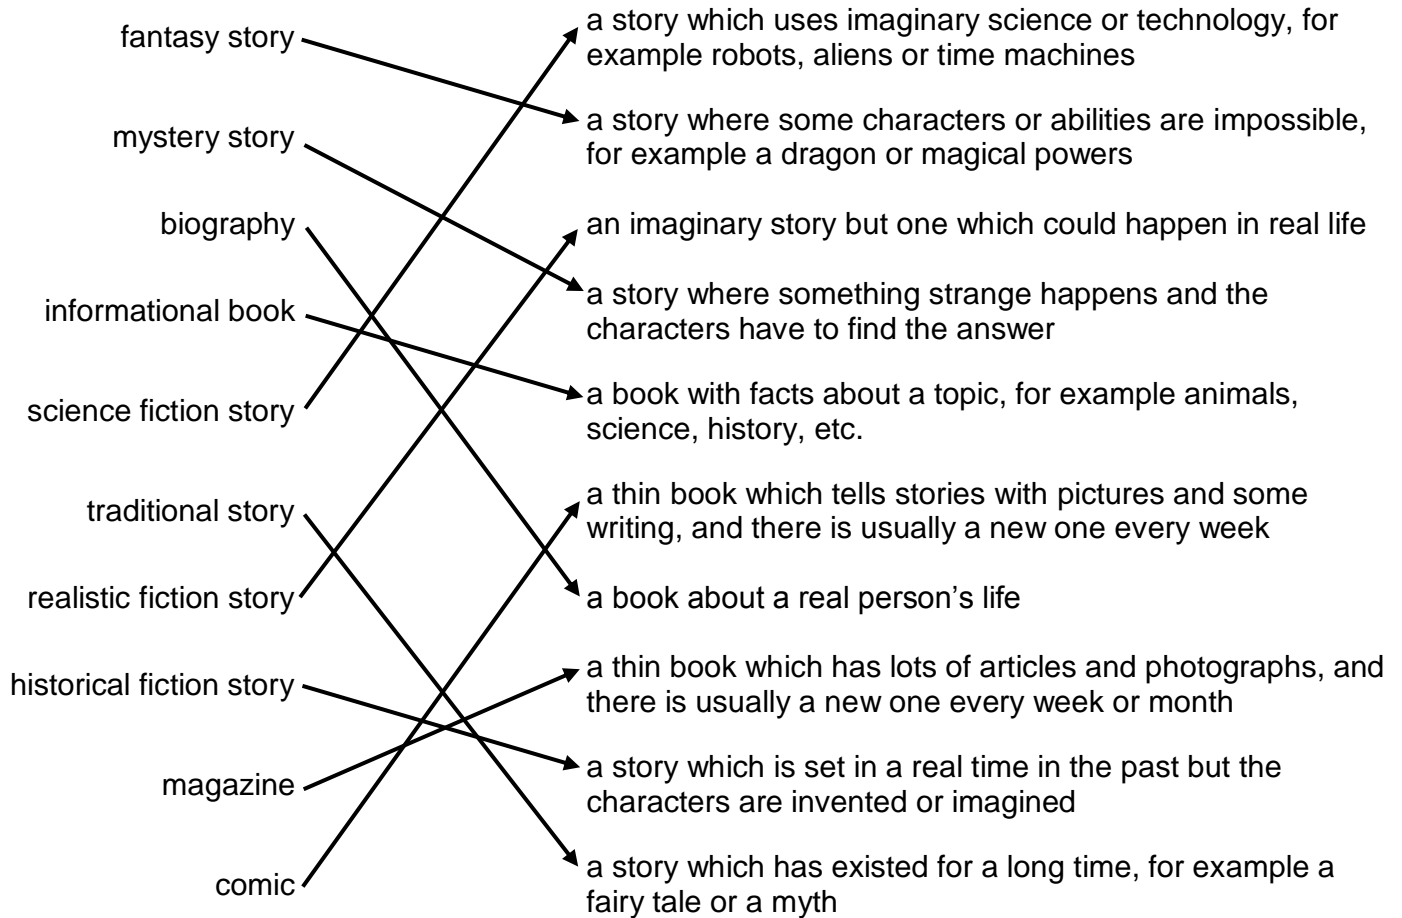 fantasy story
mystery story
biography
informational book
science fiction story
traditional story
realistic fiction story
historical fiction story
magazine
comic
a story which uses imaginary science or technology, for
example robots, aliens or time machines
a story where some characters or abilities are impossible,
for example a dragon or magical powers
an imaginary story but one which could happen in real life
a story where something strange happens and the
characters have to find the answer
a book with facts about a topic, for example animals,
science, history, etc.
a thin book which tells stories with pictures and some
writing, and there is usually a new one every week
a book about a real person’s life
a thin book which has lots of articles and photographs, and
there is usually a new one every week or month
a story which is set in a real time in the past but the
characters are invented or imagined
a story which has existed for a long time, for example a
fairy tale or a myth